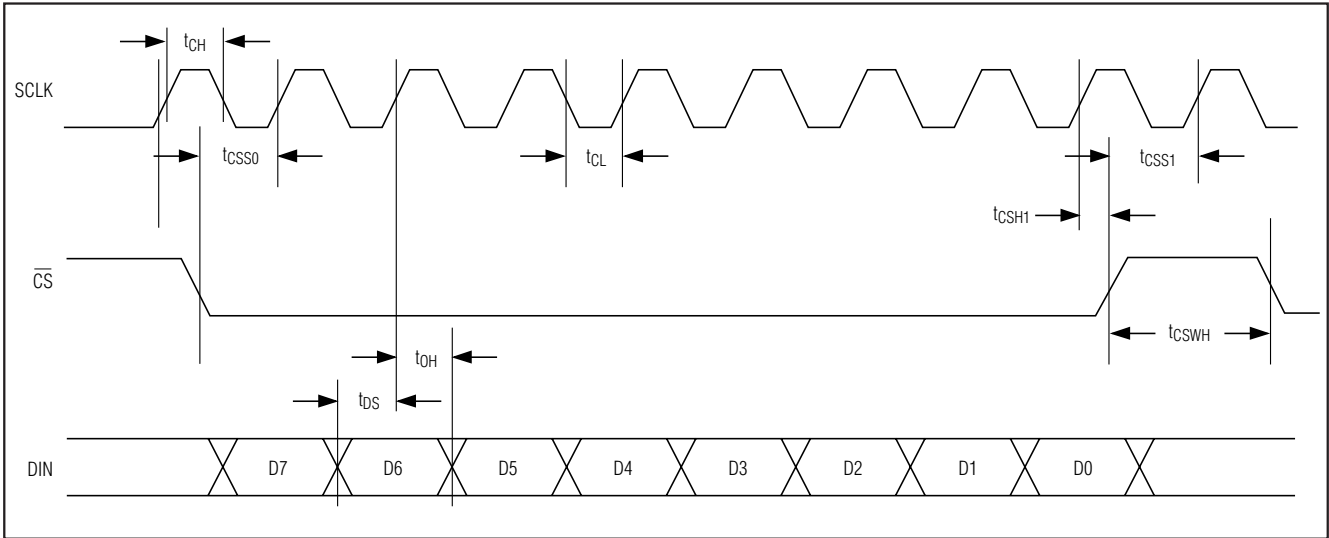 tCH
SCLK
tCSS0
tCL
tCSS1
tCSH1
CS
tCSWH
tOH
tDS
DIN
D7
D6
D5
D4
D3
D2
D1
D0